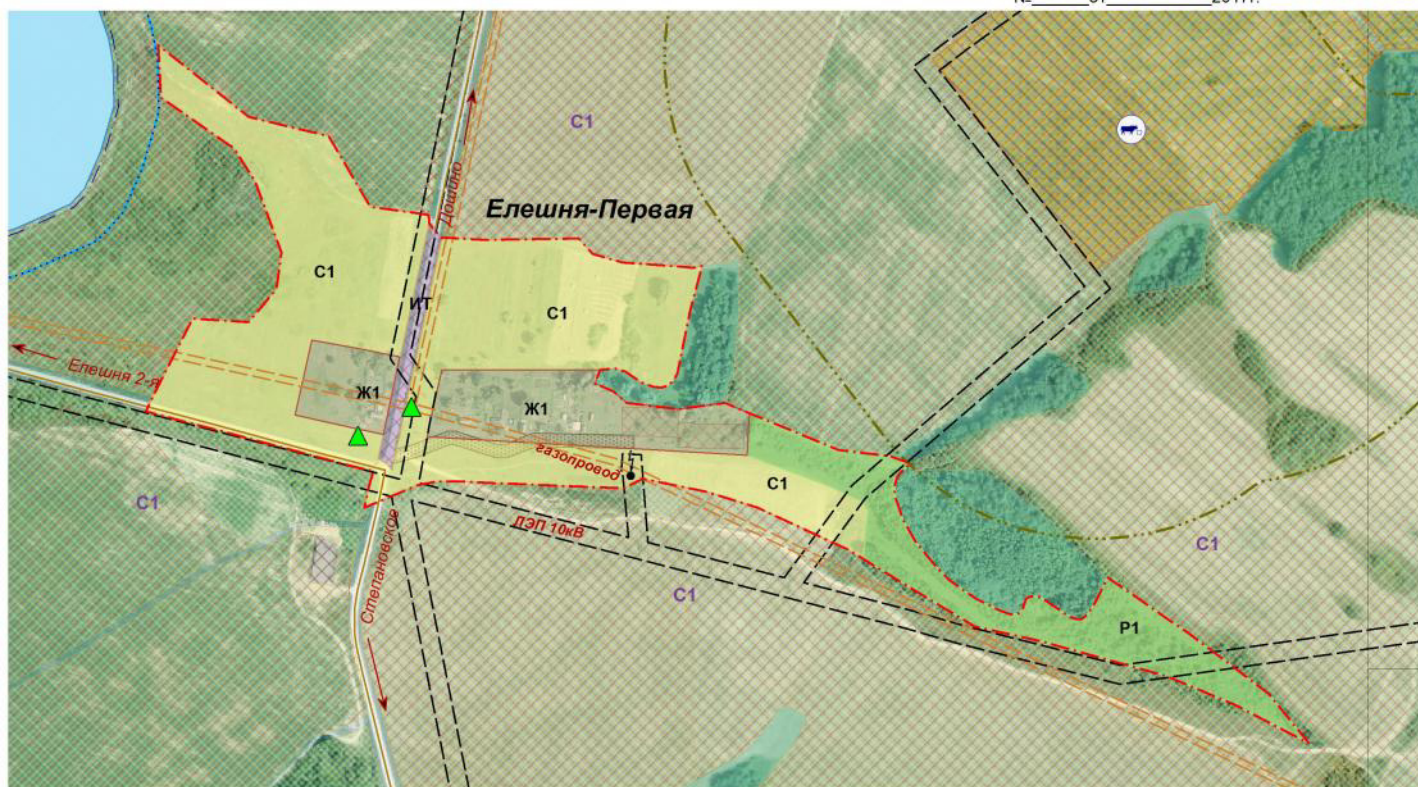 С1
Дошино
Елешня-Первая
С1
ИТ
С1
Елешня 2-я
Ж1
Ж1
газопровод
С1
С1
ЛЭП 10кВ
Степановское
С1
С1
Р1